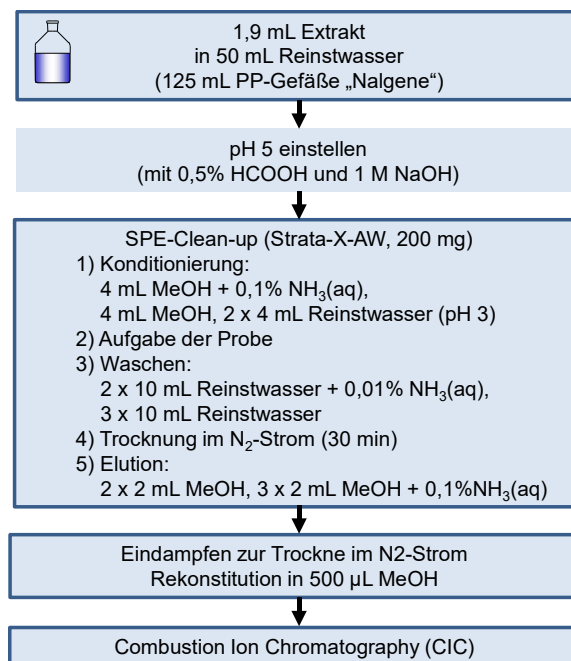 1,9 mL Extrakt
in 50 mL Reinstwasser
(125 mL PP-Gefäße „Nalgene“)
pH 5 einstellen
(mit 0,5% HCOOH und 1 M NaOH)
SPE-Clean-up (Strata-X-AW, 200 mg)
1) Konditionierung:
4 mL MeOH + 0,1% NH₃(aq),
4 mL MeOH, 2 x 4 mL Reinstwasser (pH 3)
2) Aufgabe der Probe
3) Waschen:
2 x 10 mL Reinstwasser + 0,01% NH₃(aq),
3 x 10 mL Reinstwasser
4) Trocknung im N₂-Strom (30 min)
5) Elution:
2 x 2 mL MeOH, 3 x 2 mL MeOH + 0,1%NH₃(aq)
Eindampfen zur Trockne im N2-Strom
Rekonstitution in 500 µL MeOH
Combustion Ion Chromatography (CIC)